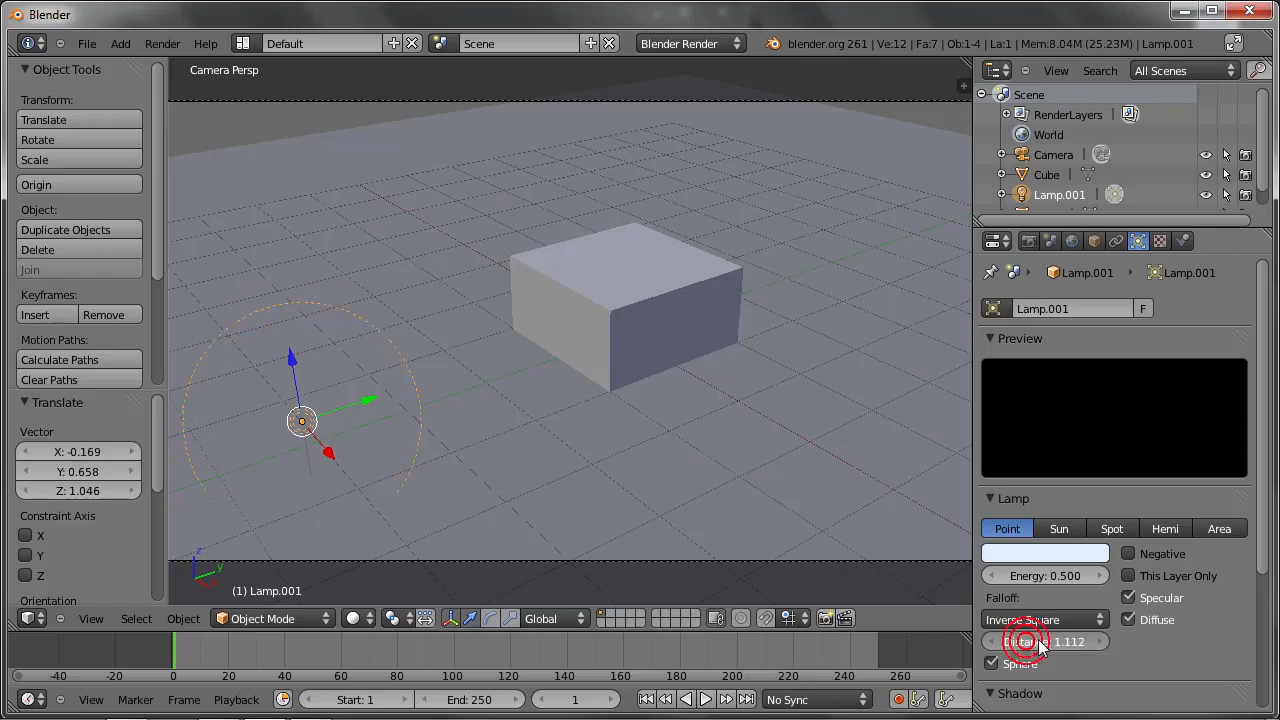 Blender
File Add Render Help Default Scene Blender Render blender.org 261 | Ve:12 | Fa:7 | Ob:1-4 | La:1 | Mem:8.04M (25.23M) | Lamp.001
Object Tools
Transform:
Translate
Rotate
Scale
Origin
Object:
Duplicate Objects
Delete
Join
Keyframes:
Insert Remove
Motion Paths:
Calculate Paths
Clear Paths
Translate
Vector
X: -0.169
Y: 0.658
Z: 1.046
Constraint Axis
X
Y
Z
Orientation
Camera Persp
z
y
(1) Lamp.001
View Select Object Object Mode Global
-40 -20 0 20 40 60 80 100 120 140 160 180 200 220 240 260
View Marker Frame Playback Start: 1 End: 250 1 No Sync
View Search All Scenes
Scene
RenderLayers
World
Camera
Cube
Lamp.001
Lamp.001 Lamp.001
Lamp.001 F
Preview
Lamp
Point Sun Spot Hemi Area
Negative
Energy: 0.500 This Layer Only
Falloff: Specular
Inverse Square Diffuse
Distance: 1.112
Sphere
Shadow